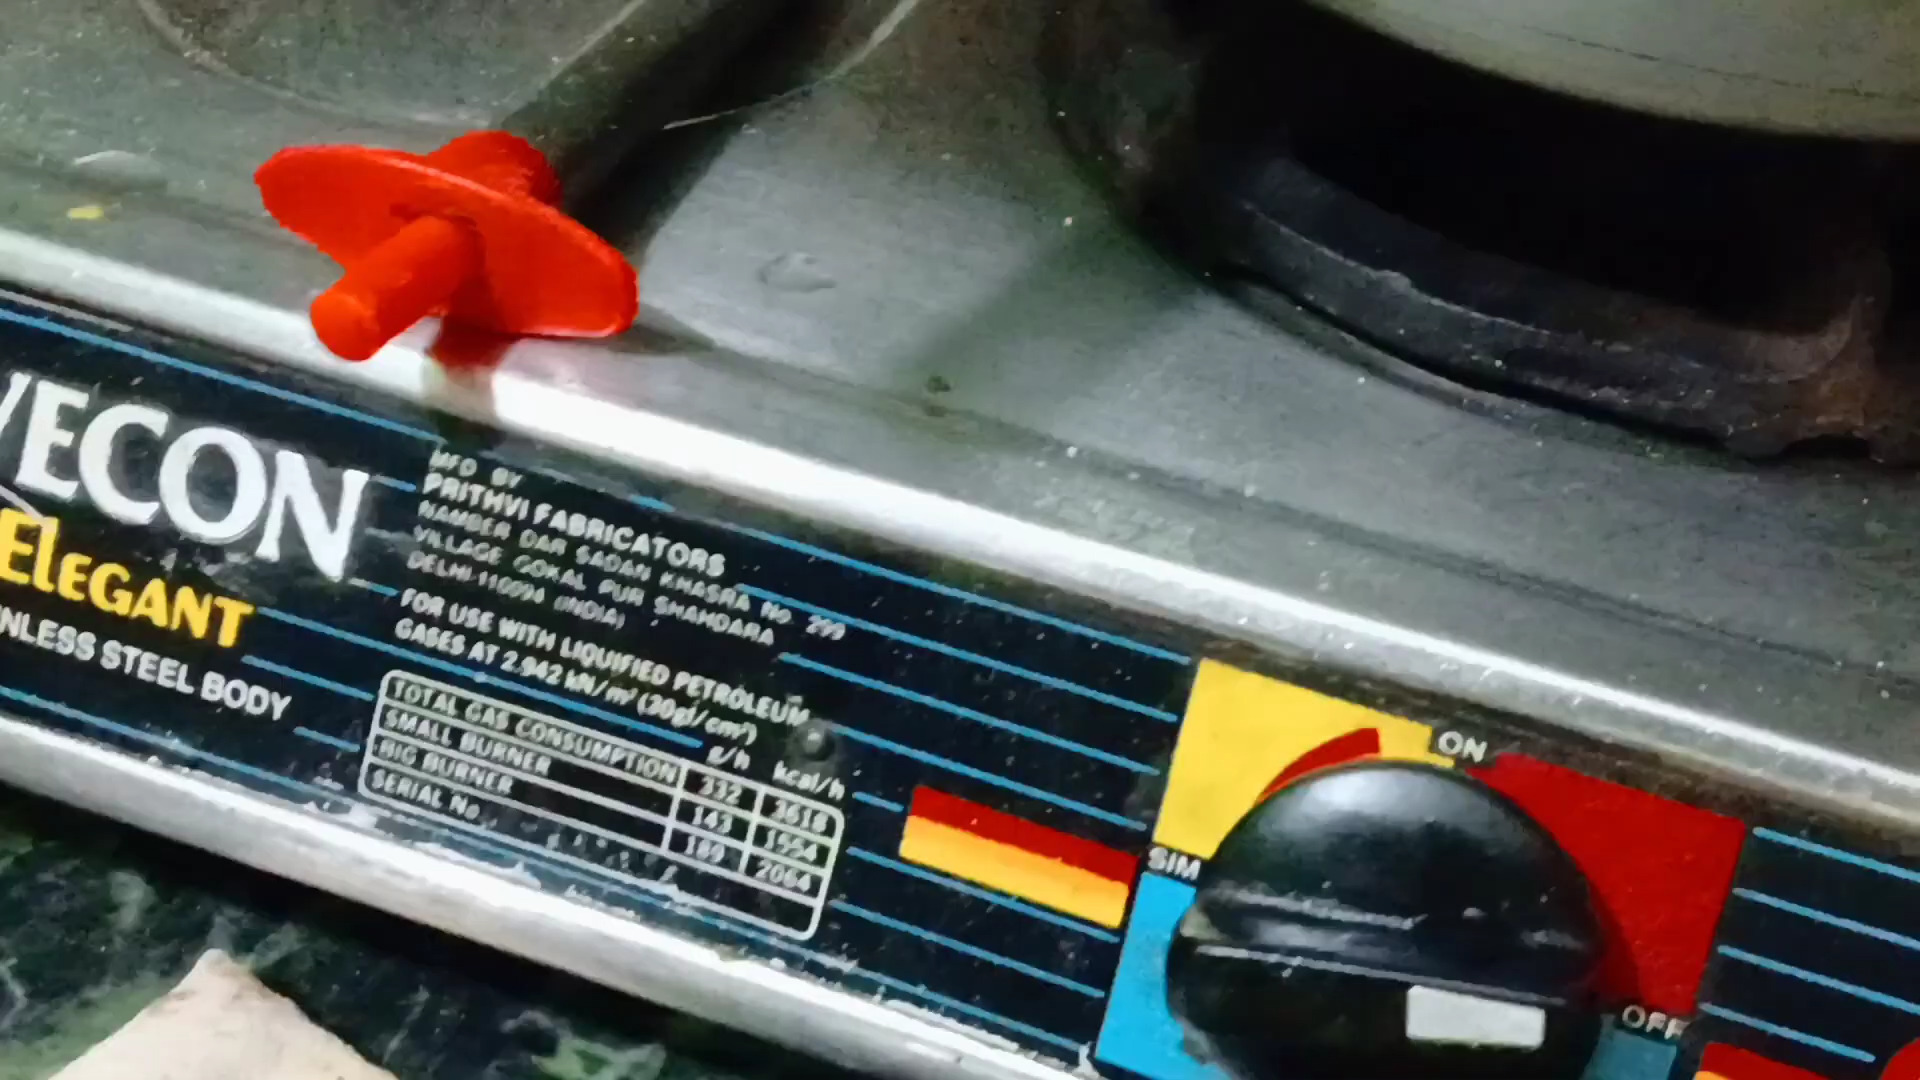 VECON
ELEGANT
INLESS STEEL BODY
MFD BY
PRITHVI FABRICATORS
NAMBER DAR SADAN KHASRA No 299
VILLAGE GOKAL PUR SHAHDARA
DELHI-110094 (INDIA)
FOR USE WITH LIQUIFIED PETROLEUM
GASES AT 2.942 kN/m² (30gf/cm²)
g/h kcal/h
TOTAL GAS CONSUMPTION 332 3618
SMALL BURNER 143 1554
BIG BURNER 189 2064
SERIAL No.
ON
SIM
OFF